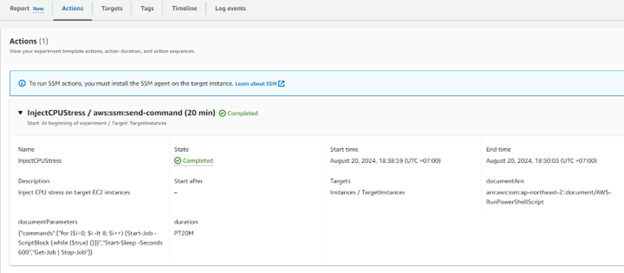 Report New Actions Targets Tags Timeline Log events
Actions (1)
View your experiment template actions, action duration, and action sequences.
To run SSM actions, you must install the SSM agent on the target instance. Learn about SSM
InjectCPUStress / aws:ssm:send-command (20 min) Completed
Start: At beginning of experiment / Target: TargetInstances
Name State Start time End time
InjectCPUStress Completed August 20, 2024, 18:38:59 (UTC +07:00) August 20, 2024, 18:50:03 (UTC +07:00)
Description Start after Targets documentArn
Inject CPU stress on target EC2 instances – Instances / TargetInstances arn:aws:ssm:ap-northeast-2::document/AWS-
RunPowerShellScript
documentParameters duration
{"commands":["for ($i=0; $i -lt 8; $i++) {Start-Job - PT20M
ScriptBlock {while ($true) {}}}","Start-Sleep -Seconds
600","Get-Job | Stop-Job"]}